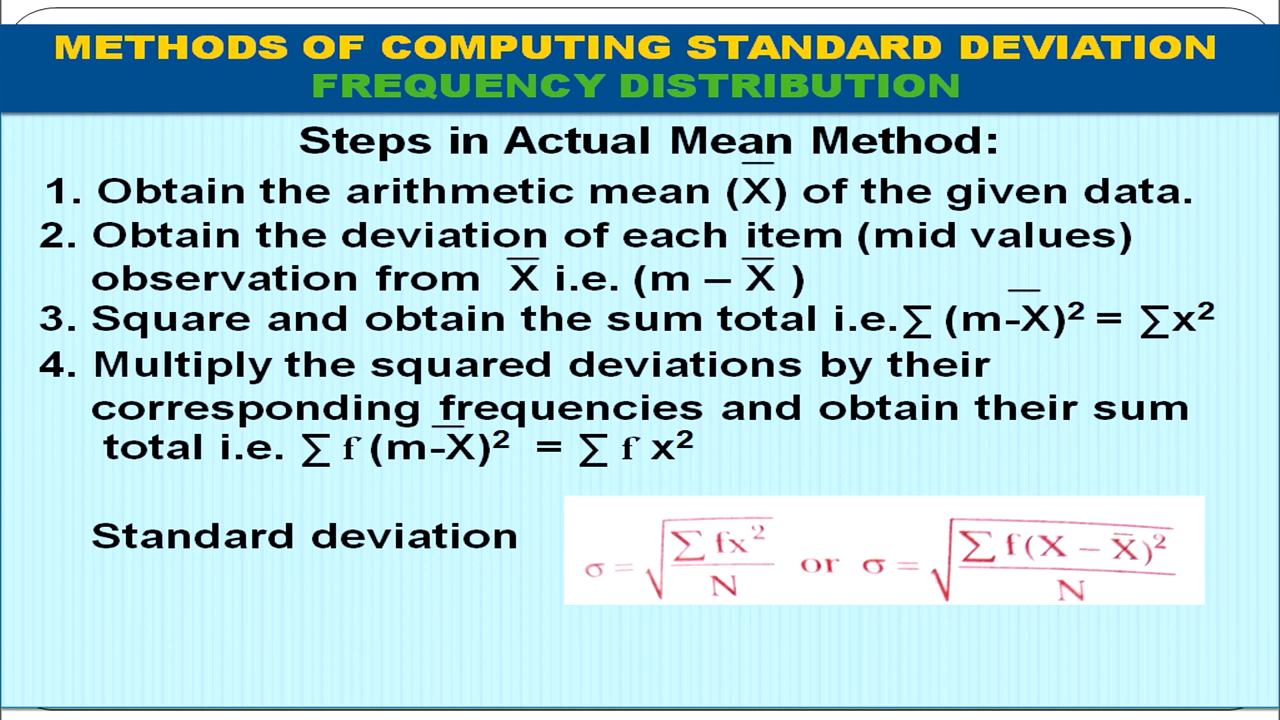 METHODS OF COMPUTING STANDARD DEVIATION
FREQUENCY DISTRIBUTION
Steps in Actual Mean Method:
1. Obtain the arithmetic mean (X̅) of the given data.
2. Obtain the deviation of each item (mid values)
observation from X̅ i.e. (m – X̅ )
3. Square and obtain the sum total i.e.∑ (m-X̅)² = ∑x²
4. Multiply the squared deviations by their
corresponding frequencies and obtain their sum
total i.e. ∑ f (m-X̅)² = ∑ f x²
Standard deviation σ = √(∑ fx² / N) or σ = √(∑ f(X – X̅)² / N)